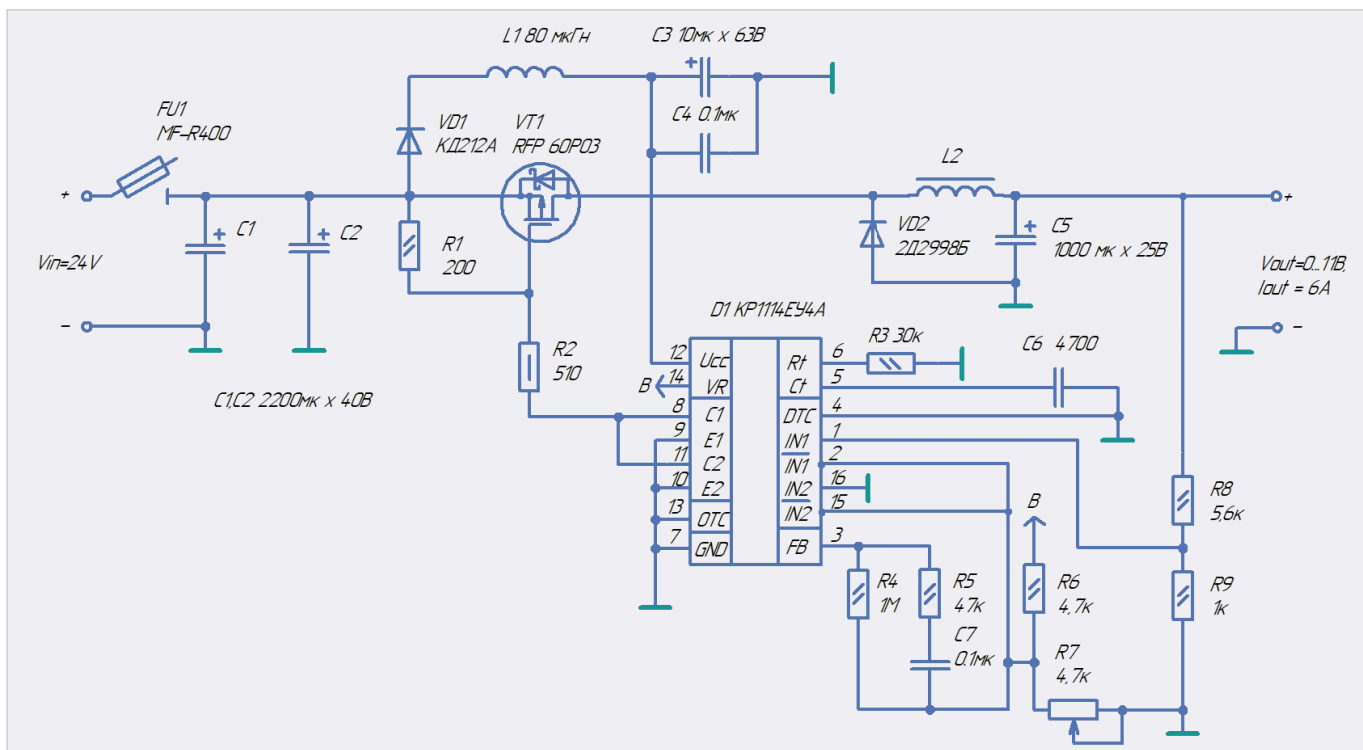 L1 80 мкГн
C3 10мк x 63В
+
FU1
MF-R400
VD1
КД212А
VT1
RFP 60P03
C4 0.1мк
L2
+
+
C1
+
C2
R1
200
VD2
2Д2998Б
+
C5
1000 мк x 25В
+
Vin=24V
Vout=0...11В,
Iout = 6А
-
-
D1 КР1114ЕУ4А
R2
510
R3 30к
C6 4700
C1,C2 2200мк x 40В
12 Ucc
B 14 VR
8 C1
9 E1
11 C2
10 E2
13 OTC
7 GND
Rt 6
Ct 5
DTC 4
IN1 1
IN1 2
IN2 16
IN2 15
FB 3
R8
5,6к
B
R4
1М
R5
47к
R6
4,7к
R9
1к
C7
0.1мк
R7
4,7к